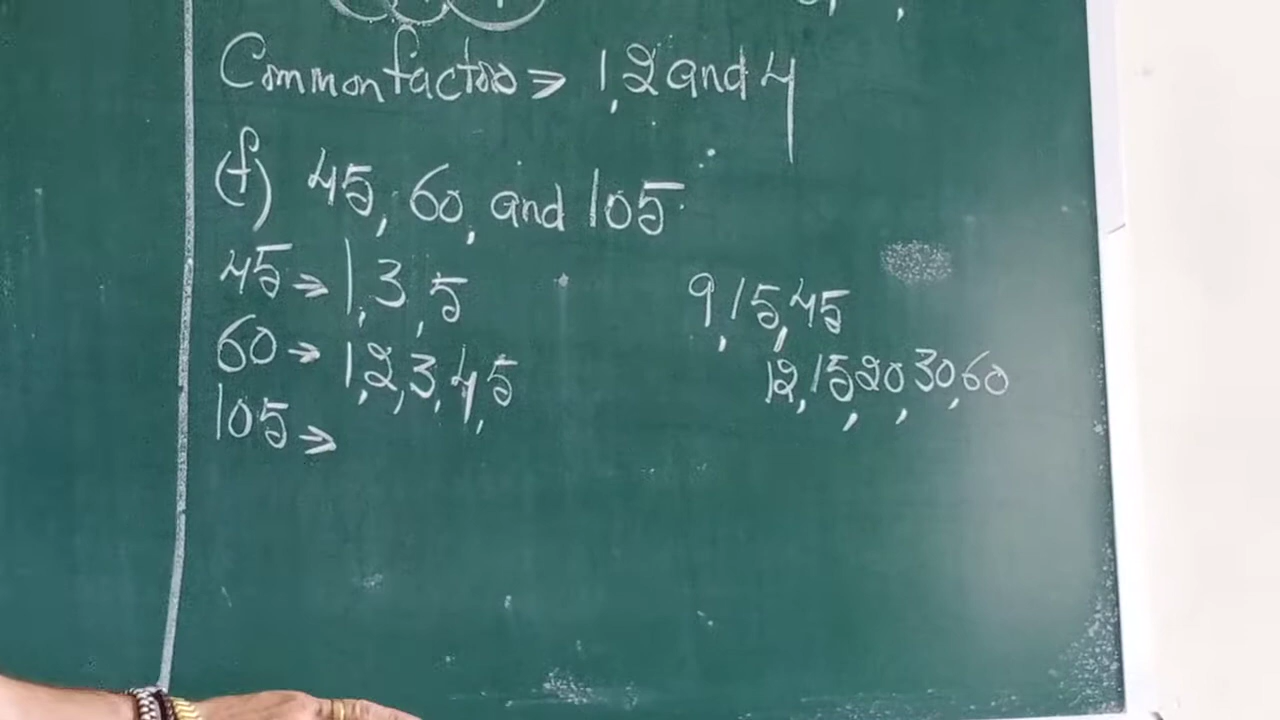 Common factors ⇒ 1, 2 and 4
(f) 45, 60, and 105.
45 ⇒ 1, 3, 5 9, 15, 45
60 ⇒ 1, 2, 3, 4, 5 12, 15, 20, 30, 60
105 ⇒